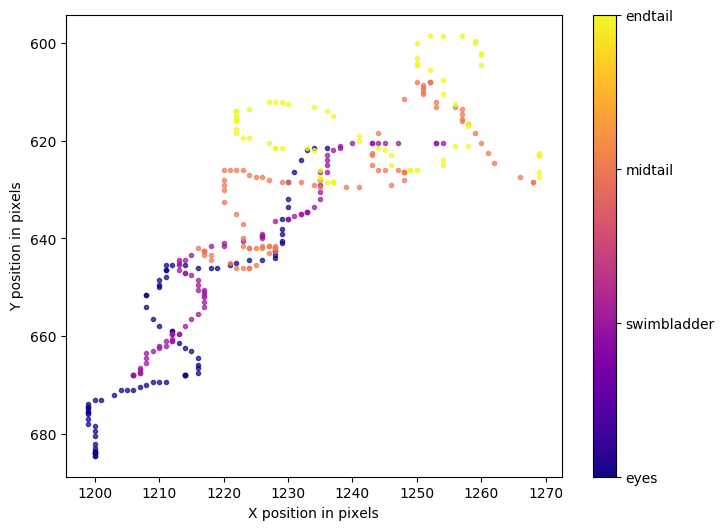 600
620
640
660
680
Y position in pixels
1200 1210 1220 1230 1240 1250 1260 1270
X position in pixels
endtail
midtail
swimbladder
eyes